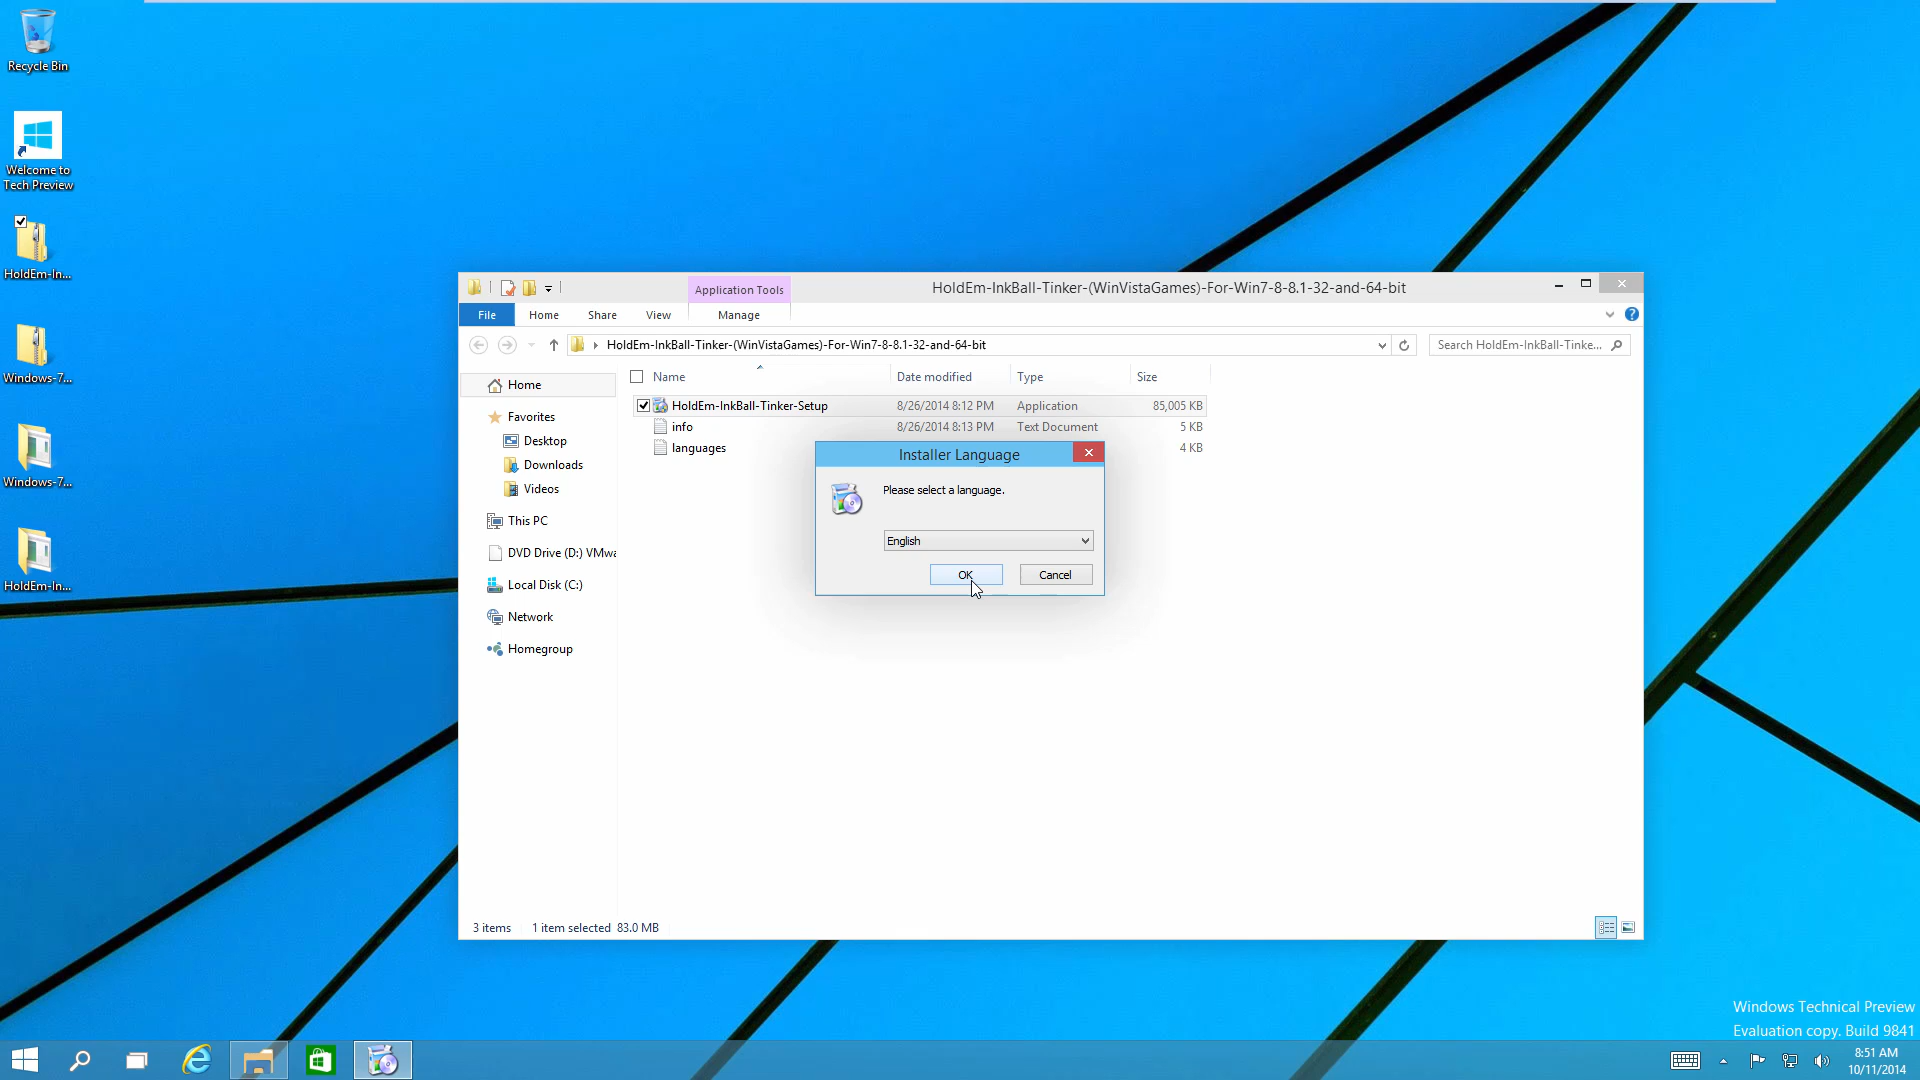 Recycle Bin
Welcome to
Tech Preview
HoldEm-In...
Windows-7...
Windows-7...
HoldEm-In...
Application Tools
HoldEm-InkBall-Tinker-(WinVistaGames)-For-Win7-8-8.1-32-and-64-bit
File Home Share View Manage
HoldEm-InkBall-Tinker-(WinVistaGames)-For-Win7-8-8.1-32-and-64-bit
Search HoldEm-InkBall-Tinke...
Home
Favorites
Desktop
Downloads
Videos
This PC
DVD Drive (D:) VMwa
Local Disk (C:)
Network
Homegroup
Name Date modified Type Size
HoldEm-InkBall-Tinker-Setup 8/26/2014 8:12 PM Application 85,005 KB
info 8/26/2014 8:13 PM Text Document 5 KB
languages 4 KB
Installer Language
Please select a language.
English
OK Cancel
3 items 1 item selected 83.0 MB
Windows Technical Preview
Evaluation copy. Build 9841
8:51 AM
10/11/2014